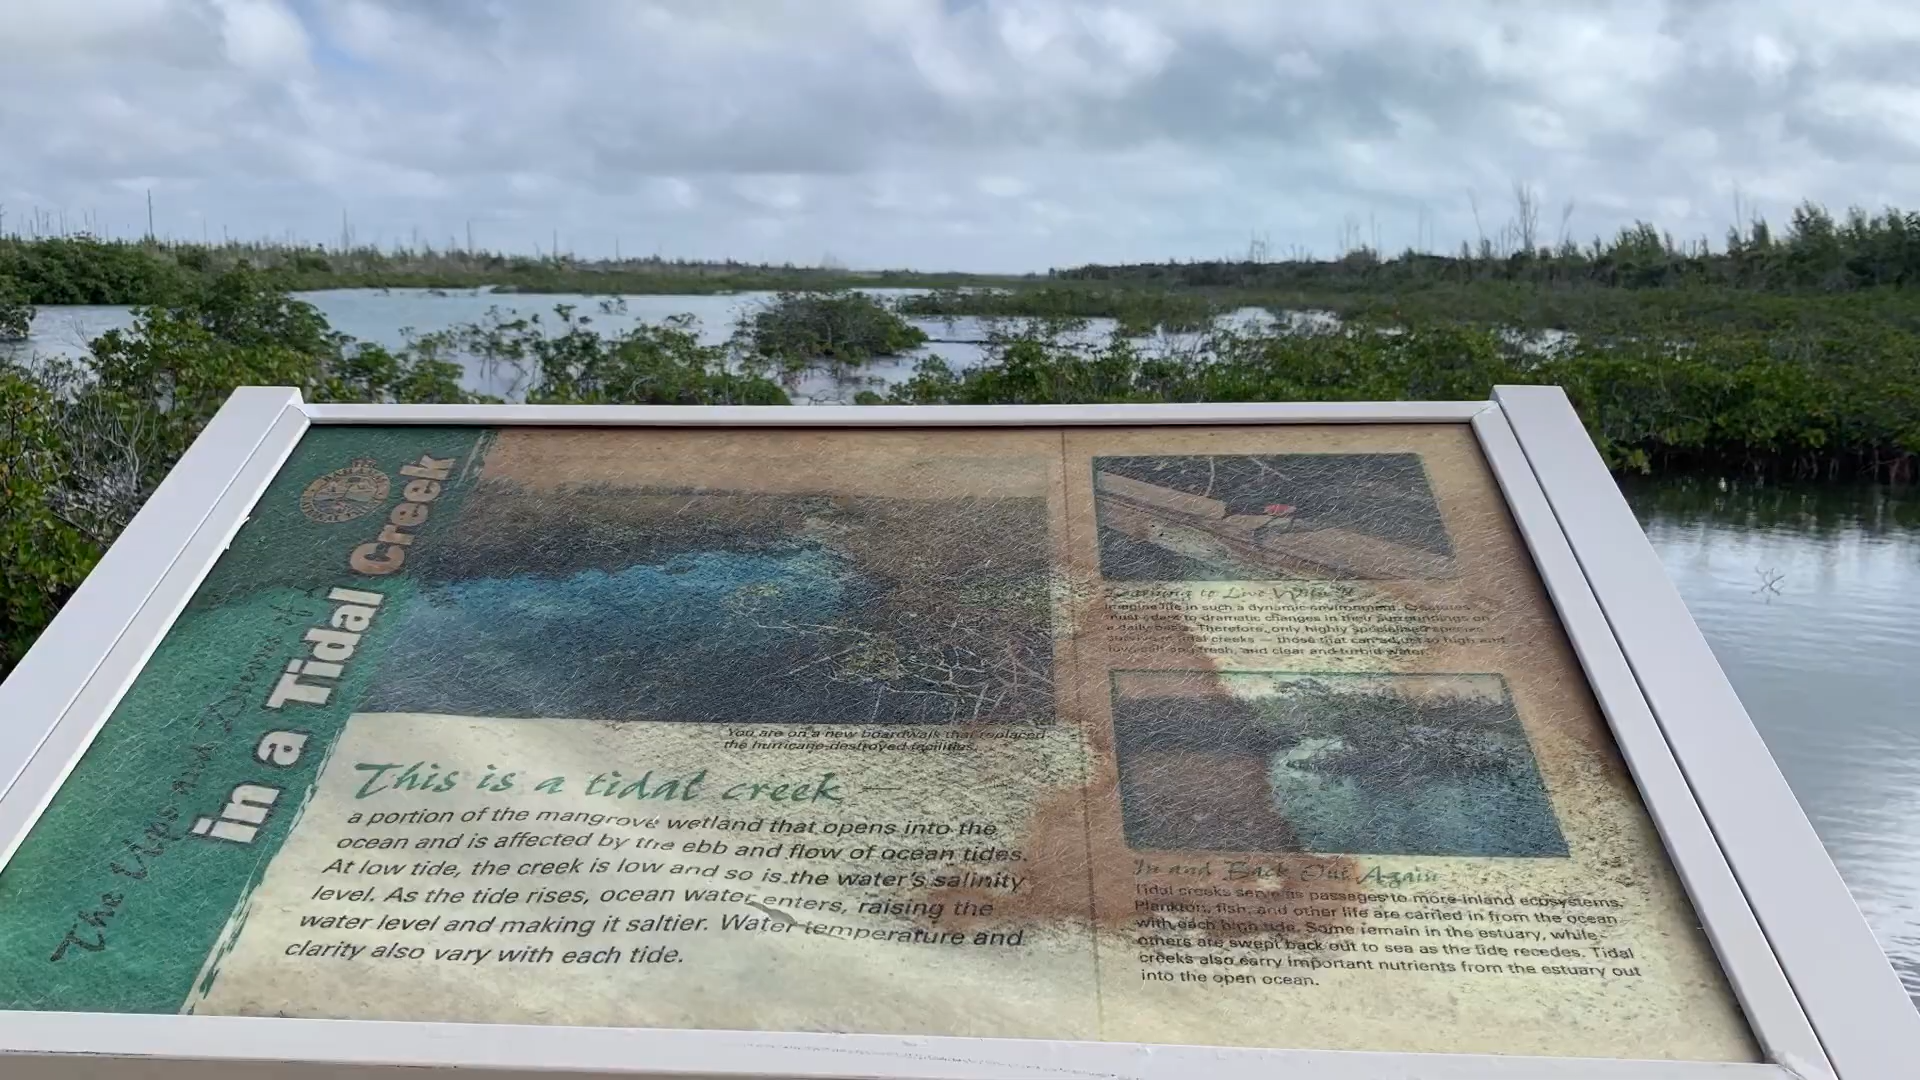 The Ups and Downs of Life
in a Tidal Creek
You are on a new boardwalk that replaced
the hurricane-destroyed facilities.
This is a tidal creek —
a portion of the mangrove wetland that opens into the
ocean and is affected by the ebb and flow of ocean tides.
At low tide, the creek is low and so is the water's salinity
level. As the tide rises, ocean water enters, raising the
water level and making it saltier. Water temperature and
clarity also vary with each tide.
Learning to Live With It
Imagine life in such a dynamic environment. Creatures
must adapt to dramatic changes in their surroundings on
a daily basis. Therefore, only highly specialised species
survive in tidal creeks — those that can adjust to high and
low, salt and fresh, and clear and turbid water.
In and Back Out Again
Tidal creeks serve as passages to more inland ecosystems.
Plankton, fish, and other life are carried in from the ocean
with each high tide. Some remain in the estuary, while
others are swept back out to sea as the tide recedes. Tidal
creeks also carry important nutrients from the estuary out
into the open ocean.